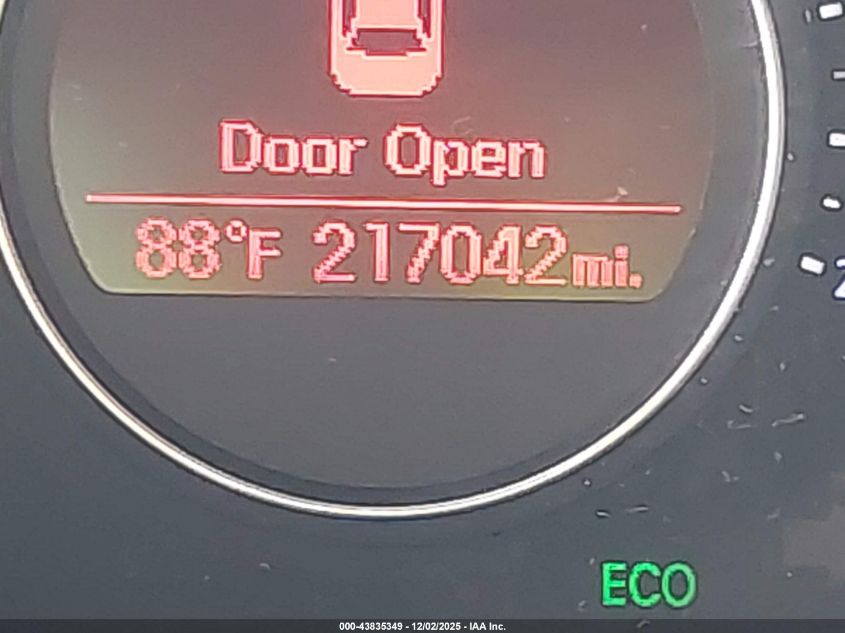 Door Open
88°F 217042mi.
ECO
000-43835349 - 12/02/2025 - IAA Inc.